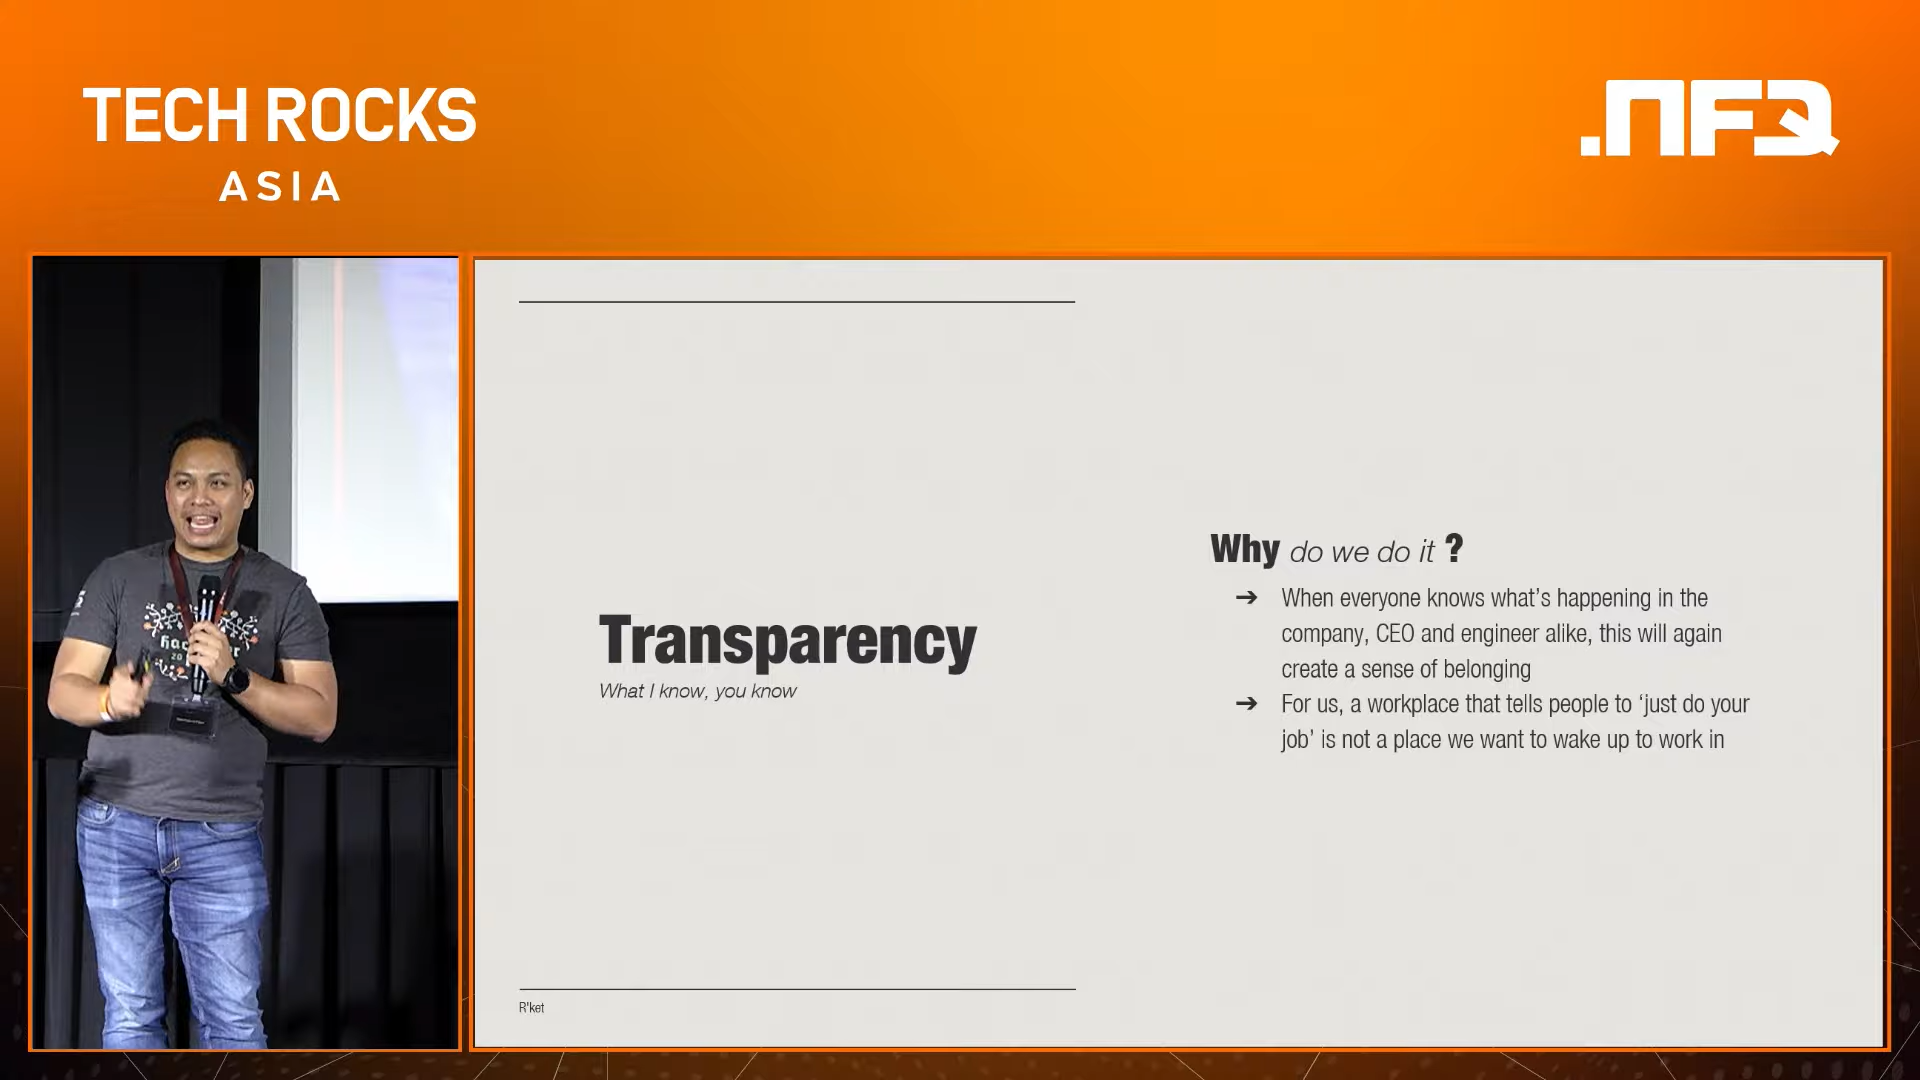 TECH ROCKS
ASIA
.NFQ
Transparency
What I know, you know
R'ket
Why do we do it ?
➔ When everyone knows what’s happening in the
company, CEO and engineer alike, this will again
create a sense of belonging
➔ For us, a workplace that tells people to ‘just do your
job’ is not a place we want to wake up to work in